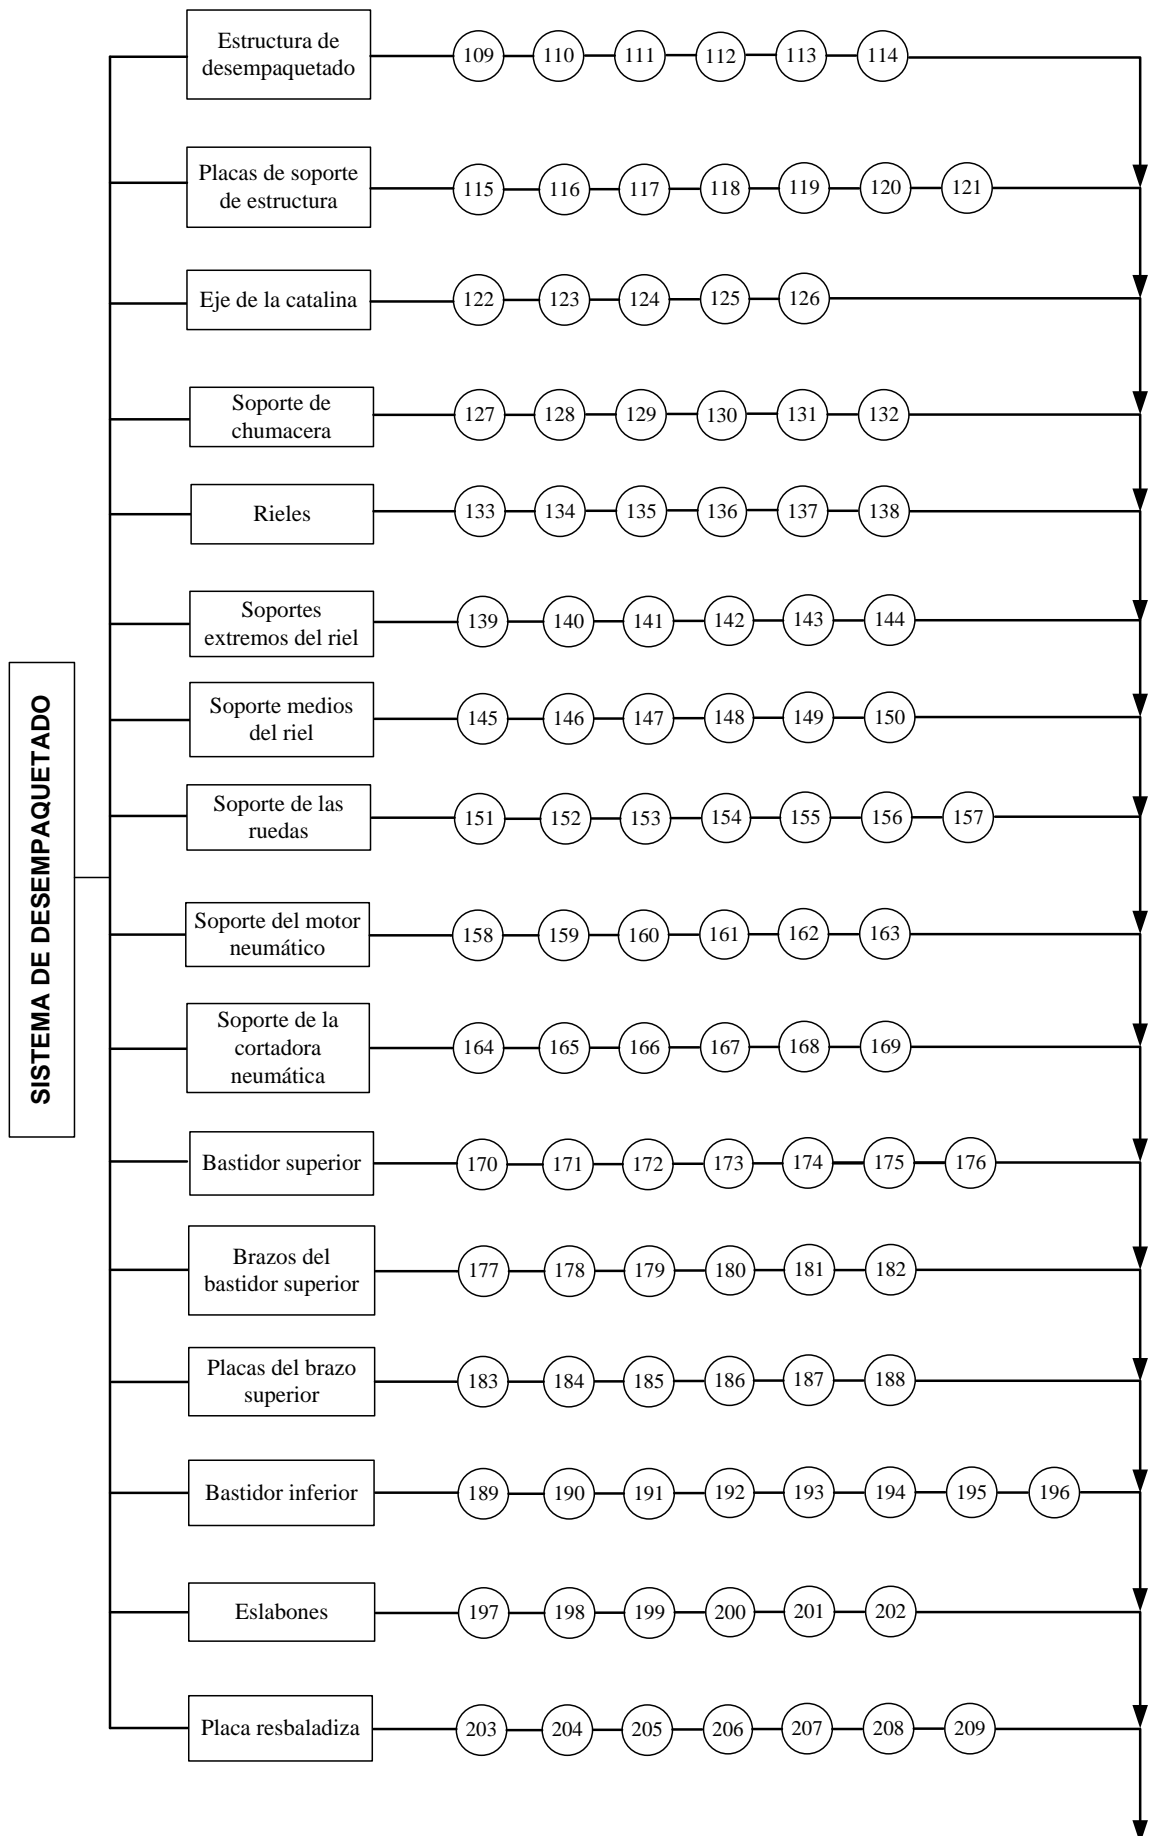 Estructura de
desempaquetado
109 110 111 112 113 114
Placas de soporte
de estructura
115 116 117 118 119 120 121
Eje de la catalina
122 123 124 125 126
Soporte de
chumacera
127 128 129 130 131 132
Rieles
133 134 135 136 137 138
Soportes
extremos del riel
139 140 141 142 143 144
SISTEMA DE DESEMPAQUETADO
Soporte medios
del riel
145 146 147 148 149 150
Soporte de las
ruedas
151 152 153 154 155 156 157
Soporte del motor
neumático
158 159 160 161 162 163
Soporte de la
cortadora
neumática
164 165 166 167 168 169
Bastidor superior
170 171 172 173 174 175 176
Brazos del
bastidor superior
177 178 179 180 181 182
Placas del brazo
superior
183 184 185 186 187 188
Bastidor inferior
189 190 191 192 193 194 195 196
Eslabones
197 198 199 200 201 202
Placa resbaladiza
203 204 205 206 207 208 209